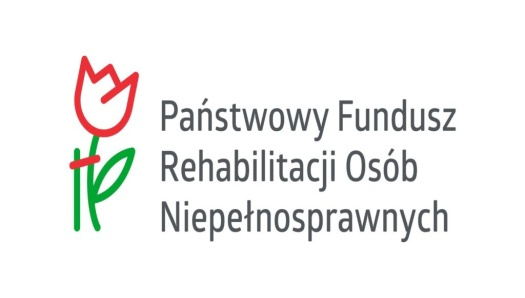 Państwowy Fundusz
Rehabilitacji Osób
Niepełnosprawnych